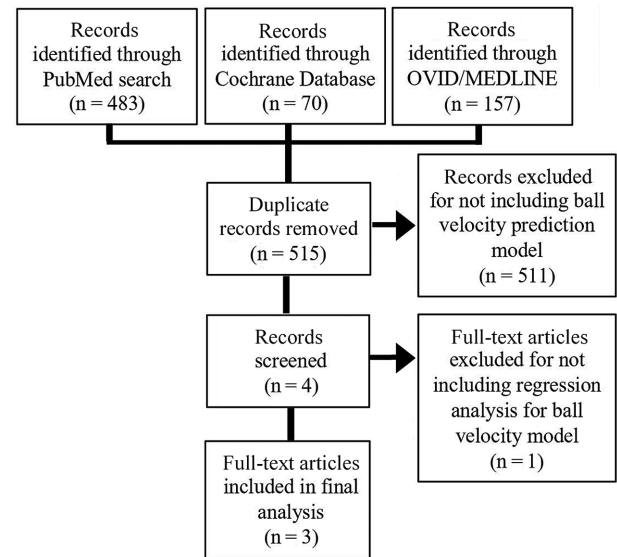 Records
identified through
PubMed search
(n = 483)
Records
identified through
Cochrane Database
(n = 70)
Records
identified through
OVID/MEDLINE
(n = 157)
Duplicate
records removed
(n = 515)
Records excluded
for not including ball
velocity prediction
model
(n = 511)
Records
screened
(n = 4)
Full-text articles
excluded for not
including regression
analysis for ball
velocity model
(n = 1)
Full-text articles
included in final
analysis
(n = 3)